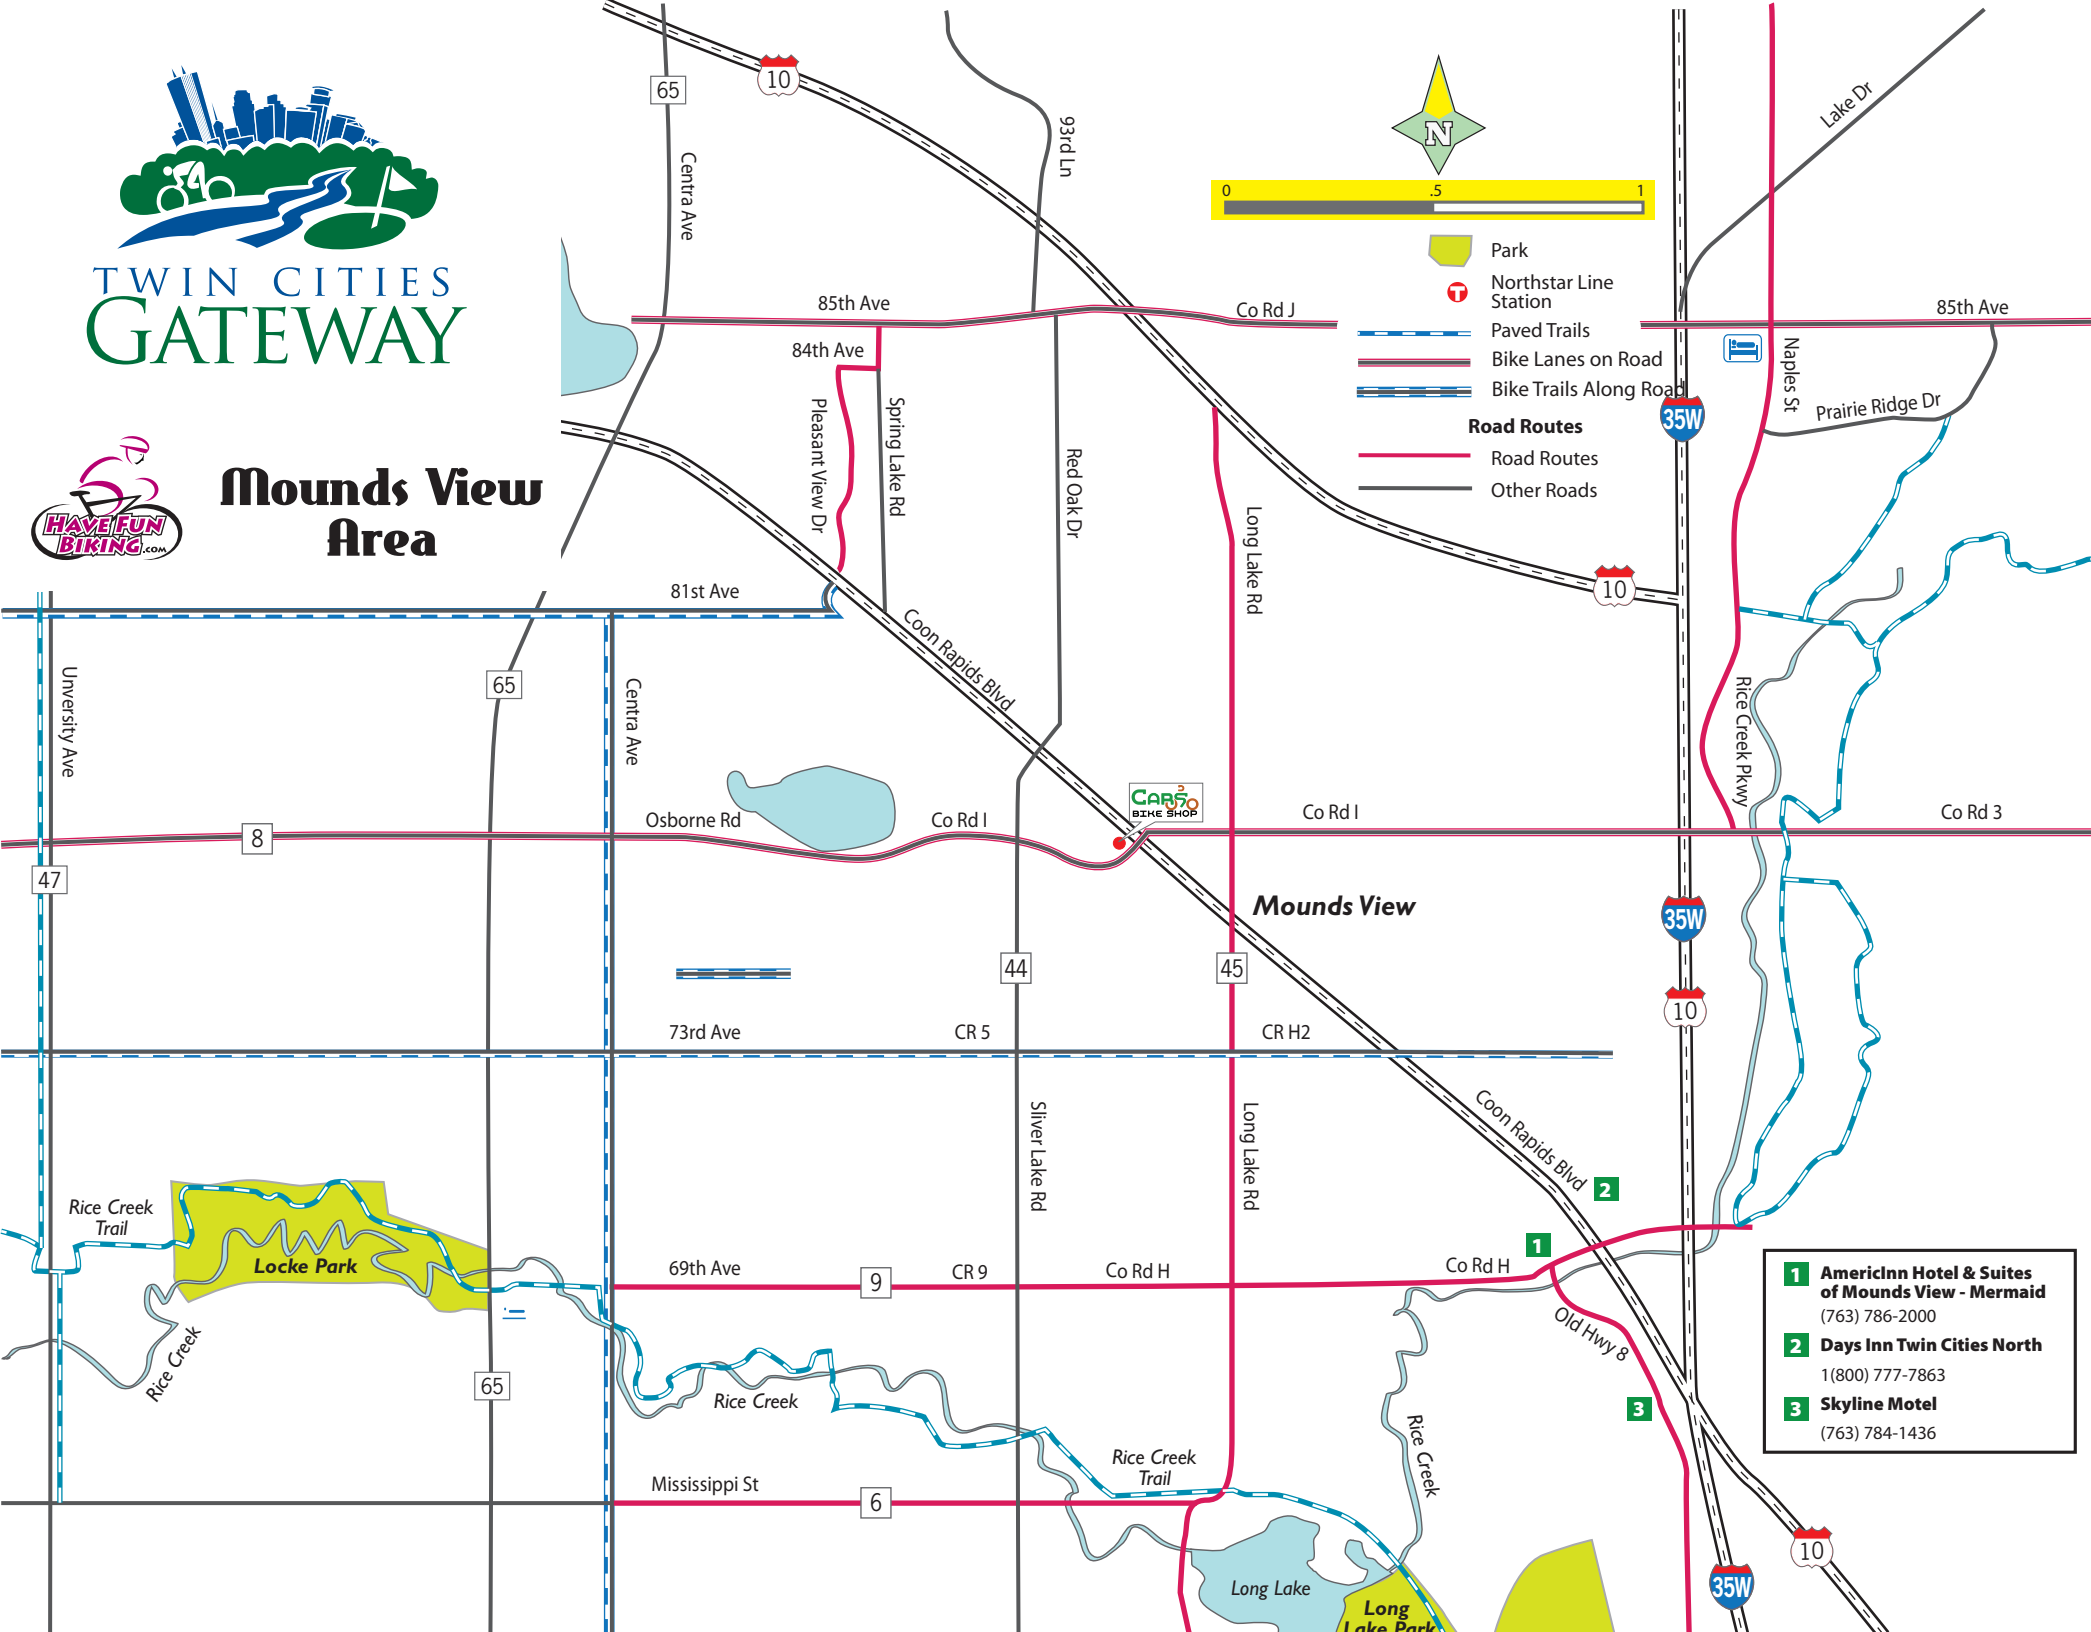 TWIN CITIES
GATEWAY
HAVE FUN
BIKING.COM
Mounds View
Area
10
65
Centra Ave
93rd Ln
N
0 .5 1
Park
Northstar Line
Station
Paved Trails
Bike Lanes on Road
Bike Trails Along Road
Road Routes
Road Routes
Other Roads
Lake Dr
85th Ave
Co Rd J
85th Ave
84th Ave
Pleasant View Dr
Spring Lake Rd
Red Oak Dr
Long Lake Rd
Naples St
Prairie Ridge Dr
35W
10
81st Ave
Coon Rapids Blvd
65
Unversity Ave
Centra Ave
Rice Creek Pkwy
CARS
BIKE SHOP
8
Osborne Rd
Co Rd I
Co Rd I
Co Rd 3
47
Mounds View
35W
44
45
10
73rd Ave
CR 5
CR H2
Sliver Lake Rd
Long Lake Rd
Coon Rapids Blvd
2
Rice Creek
Trail
Locke Park
69th Ave
9
CR 9
Co Rd H
Co Rd H
1
Old Hwy 8
3
Rice Creek
65
Rice Creek
Rice Creek
Rice Creek
Trail
Mississippi St
6
Long Lake
Long
Lake Park
10
35W
1 AmericInn Hotel & Suites
of Mounds View - Mermaid
(763) 786-2000
2 Days Inn Twin Cities North
1(800) 777-7863
3 Skyline Motel
(763) 784-1436